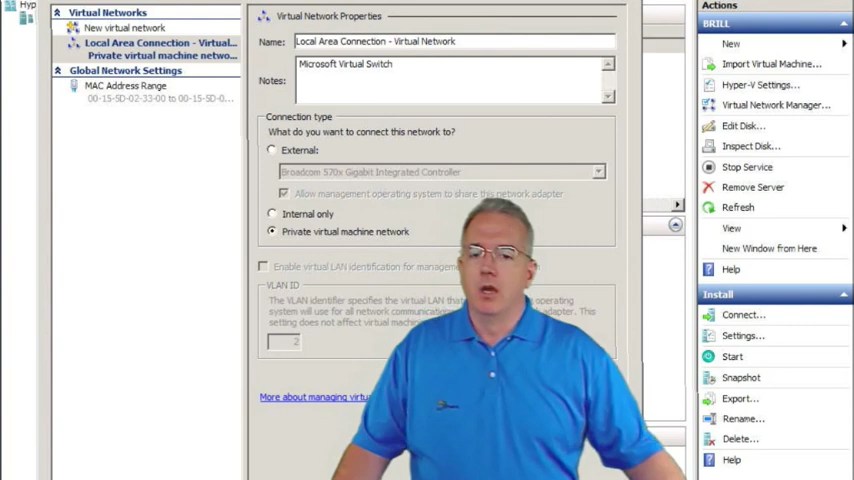 Hyp
Virtual Networks
New virtual network
Local Area Connection - Virtual...
Private virtual machine netwo...
Global Network Settings
MAC Address Range
00-15-5D-02-33-00 to 00-15-5D-0...
Virtual Network Properties
Name: Local Area Connection - Virtual Network
Notes: Microsoft Virtual Switch
Connection type
What do you want to connect this network to?
External:
Broadcom 570x Gigabit Integrated Controller
Allow management operating system to share this network adapter
Internal only
Private virtual machine network
Enable virtual LAN identification for managem
VLAN ID
The VLAN identifier specifies the virtual LAN that operating
system will use for all network communications adapter. This
setting does not affect virtual machin
2
More about managing virtu
Actions
BRILL
New
Import Virtual Machine...
Hyper-V Settings...
Virtual Network Manager...
Edit Disk...
Inspect Disk...
Stop Service
Remove Server
Refresh
View
New Window from Here
Help
Install
Connect...
Settings...
Start
Snapshot
Export...
Rename...
Delete...
Help